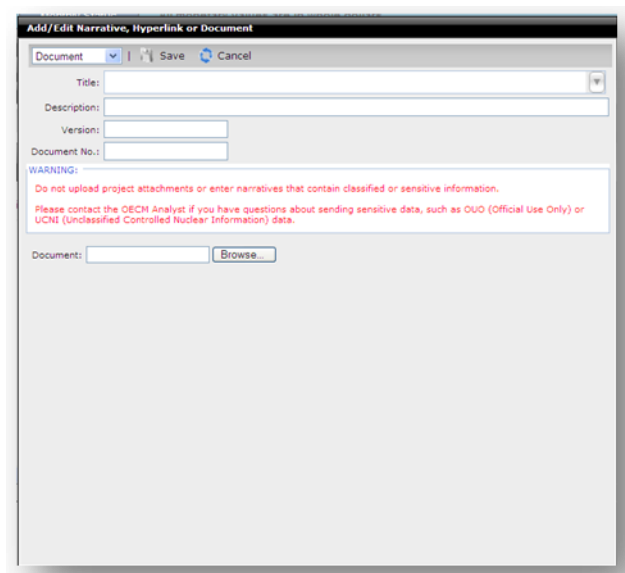 Add/Edit Narrative, Hyperlink or Document
Document | Save Cancel
Title:
Description:
Version:
Document No.:
WARNING:
Do not upload project attachments or enter narratives that contain classified or sensitive information.
Please contact the OECM Analyst if you have questions about sending sensitive data, such as OUO (Official Use Only) or
UCNI (Unclassified Controlled Nuclear Information) data.
Document: Browse...